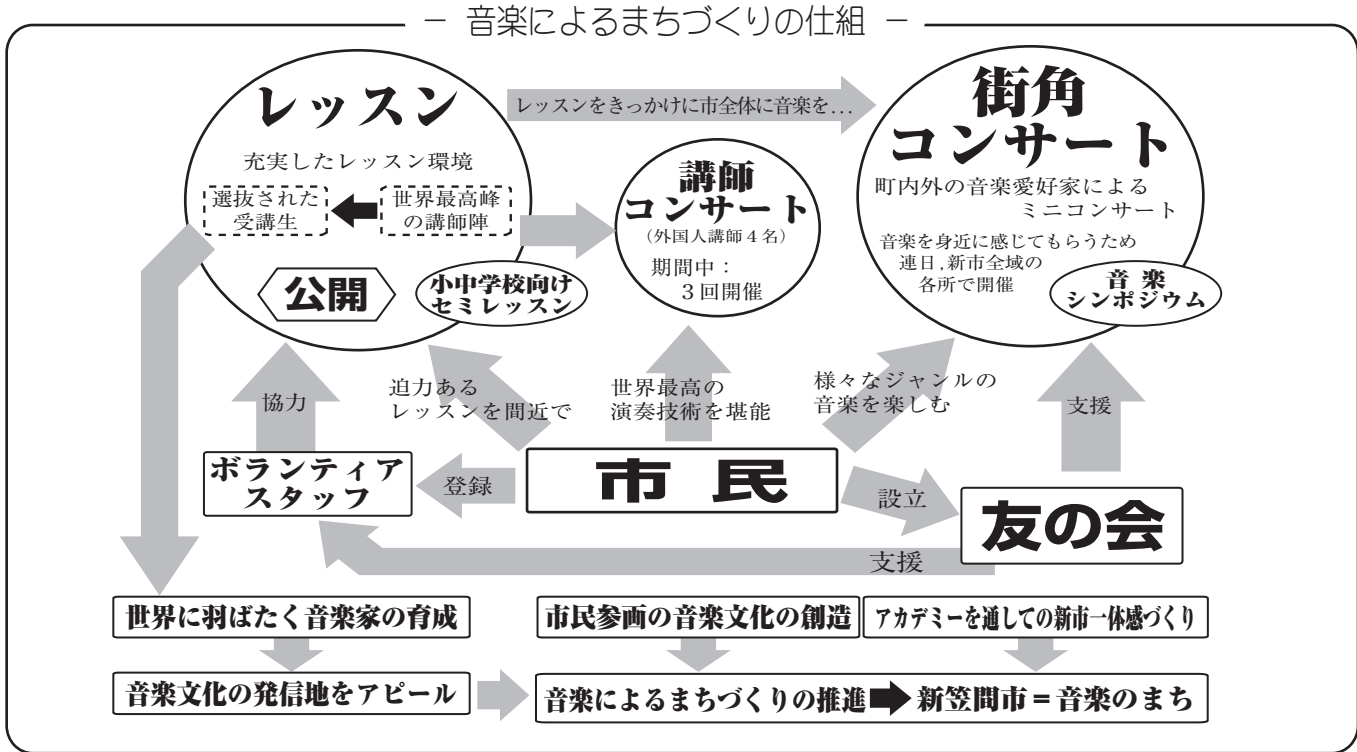 － 音楽によるまちづくりの仕組 －
レッスン
充実したレッスン環境
選抜された
受講生
世界最高峰
の講師陣
公開
小中学校向け
セミレッスン
レッスンをきっかけに市全体に音楽を...
講師
コンサート
（外国人講師４名）
期間中：
３回開催
街角
コンサート
町内外の音楽愛好家による
ミニコンサート
音楽を身近に感じてもらうため
連日,新市全域の
各所で開催
音楽
シンポジウム
協力
迫力ある
レッスンを間近で
世界最高の
演奏技術を堪能
様々なジャンルの
音楽を楽しむ
支援
ボランティア
スタッフ
登録
市民
設立
友の会
支援
世界に羽ばたく音楽家の育成
市民参画の音楽文化の創造
アカデミーを通しての新市一体感づくり
音楽文化の発信地をアピール
音楽によるまちづくりの推進
新笠間市＝音楽のまち